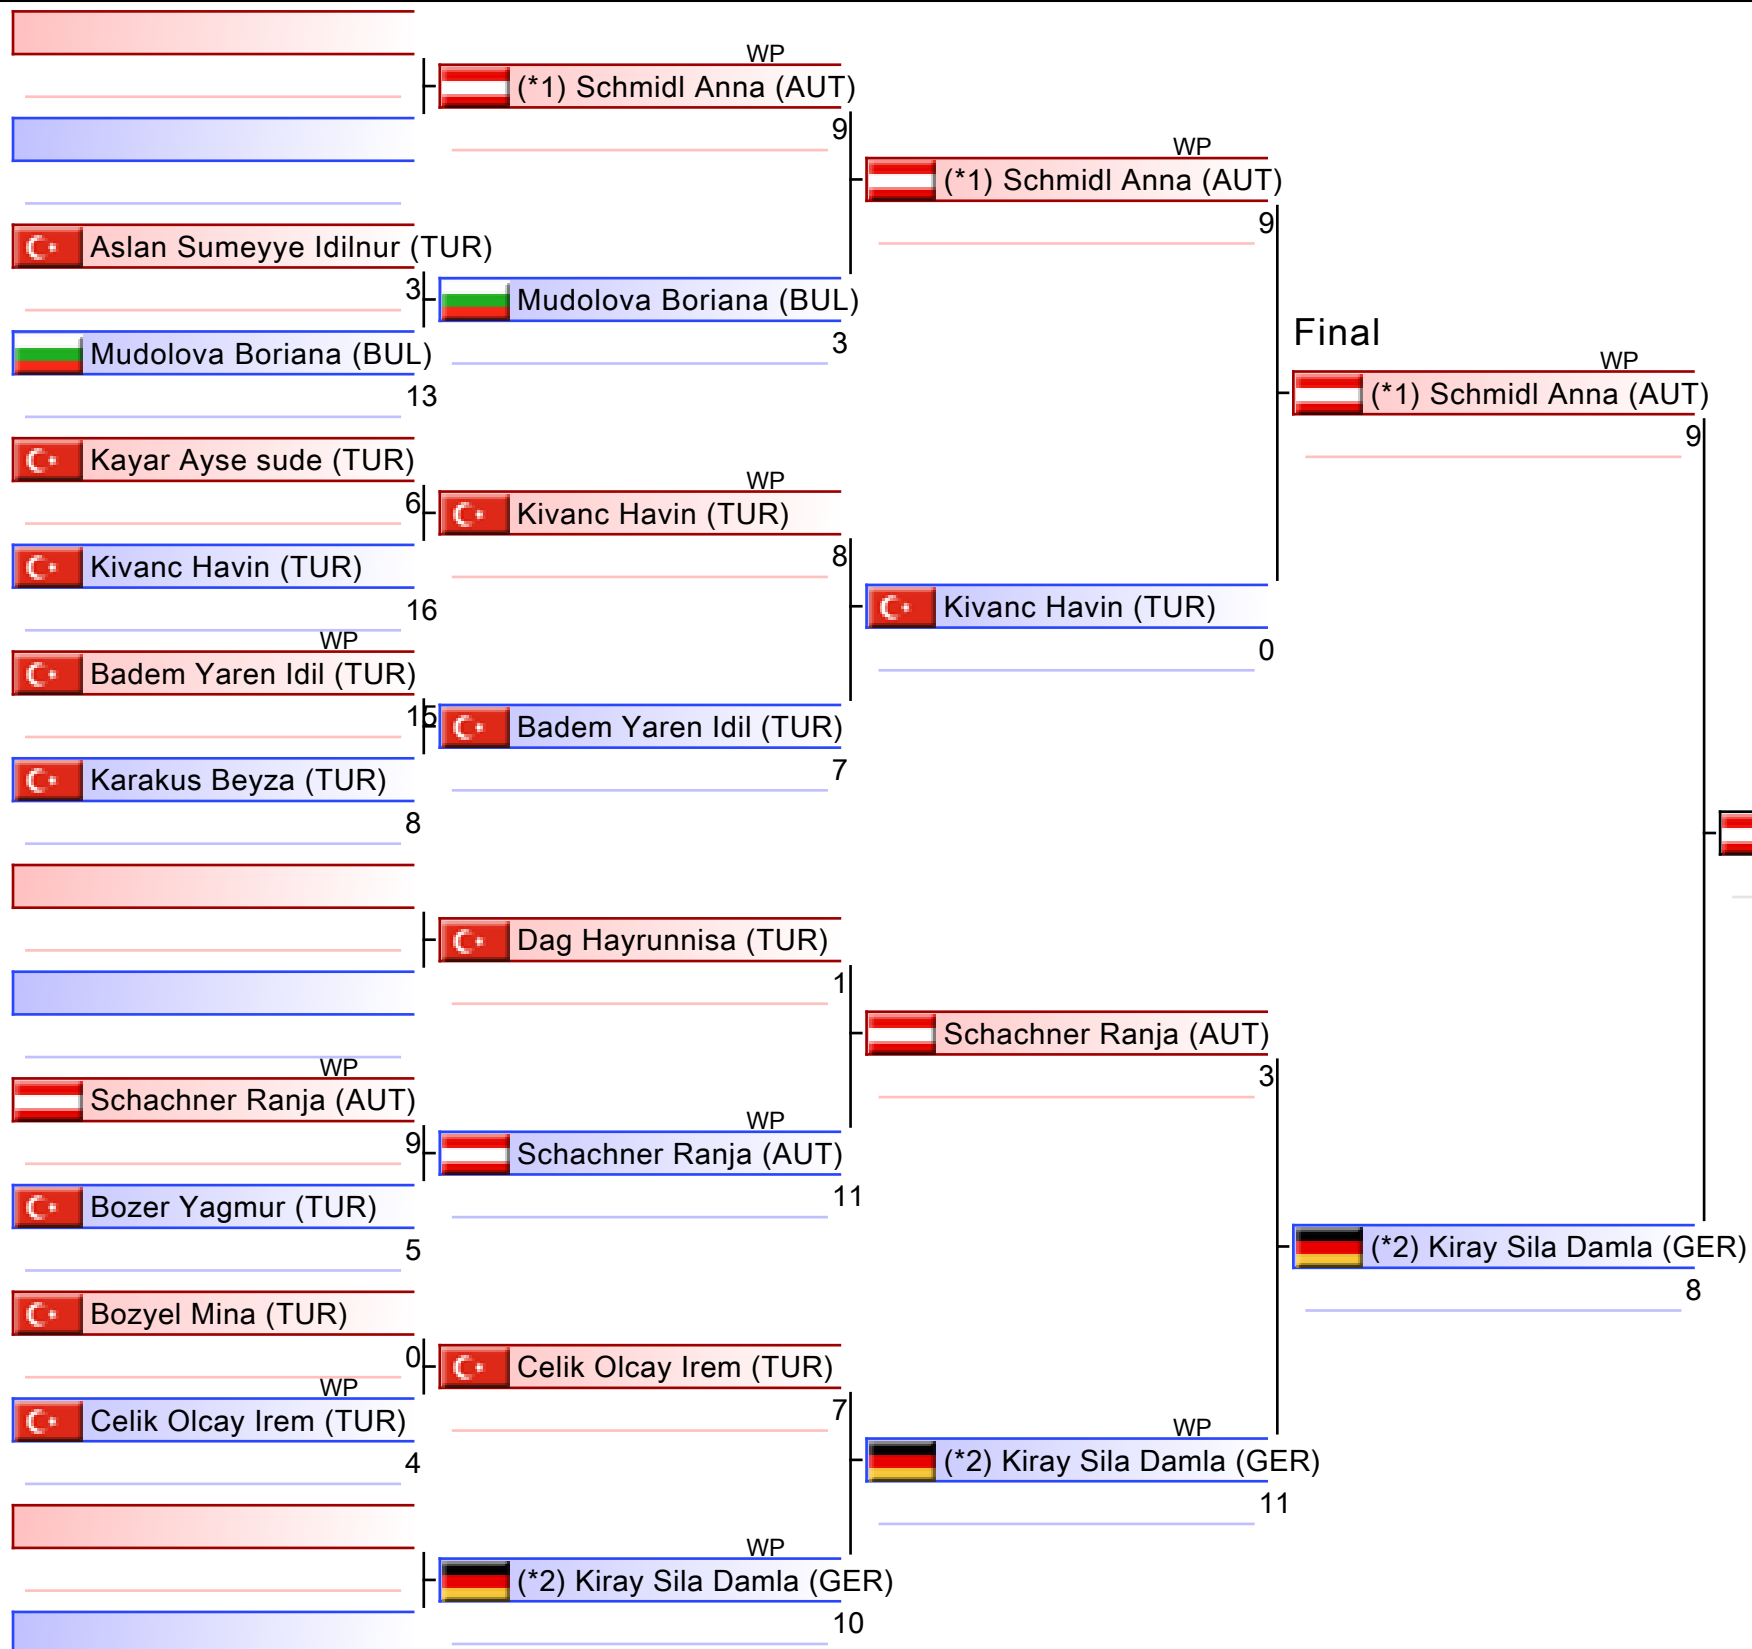 WP
(*1) Schmidl Anna (AUT)
9
WP
(*1) Schmidl Anna (AUT)
9
Aslan Sumeyye Idilnur (TUR)
3
Mudolova Boriana (BUL)
3
Mudolova Boriana (BUL)
13
Final
WP
(*1) Schmidl Anna (AUT)
9
Kayar Ayse sude (TUR)
6
WP
Kivanc Havin (TUR)
8
Kivanc Havin (TUR)
16
Kivanc Havin (TUR)
0
WP
Badem Yaren Idil (TUR)
15
Badem Yaren Idil (TUR)
7
Karakus Beyza (TUR)
8
Dag Hayrunnisa (TUR)
1
Schachner Ranja (AUT)
3
WP
Schachner Ranja (AUT)
9
WP
Schachner Ranja (AUT)
11
Bozer Yagmur (TUR)
5
(*2) Kiray Sila Damla (GER)
8
Bozyel Mina (TUR)
0
Celik Olcay Irem (TUR)
7
WP
Celik Olcay Irem (TUR)
4
WP
(*2) Kiray Sila Damla (GER)
11
WP
(*2) Kiray Sila Damla (GER)
10